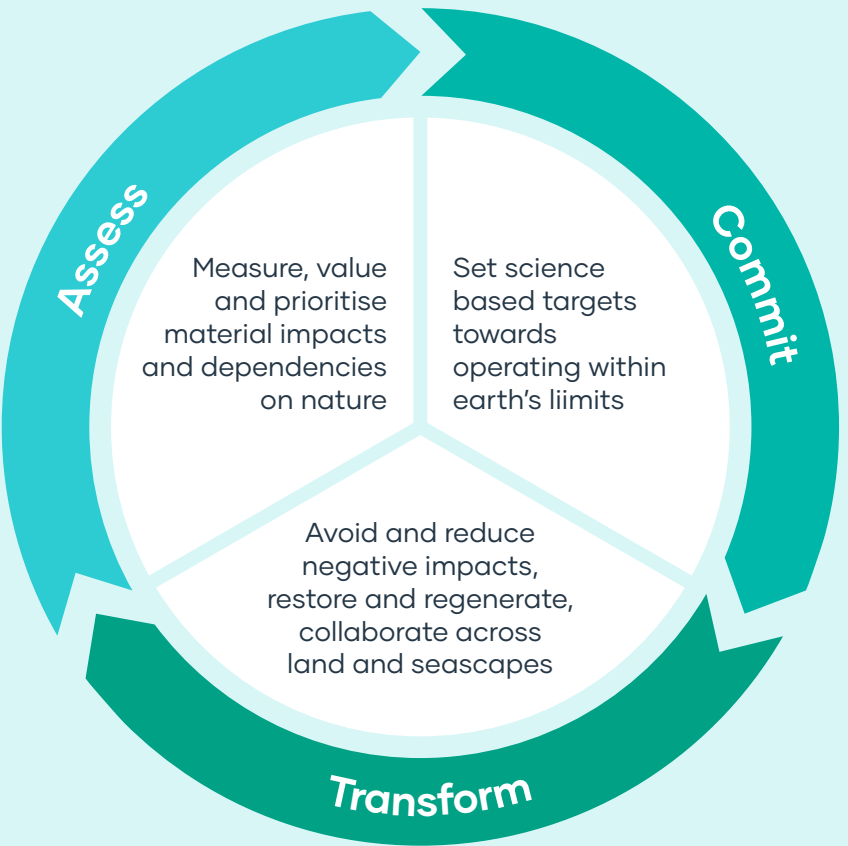 Assess
Measure, value
and prioritise
material impacts
and dependencies
on nature
Commit
Set science
based targets
towards
operating within
earth’s liimits
Transform
Avoid and reduce
negative impacts,
restore and regenerate,
collaborate across
land and seascapes